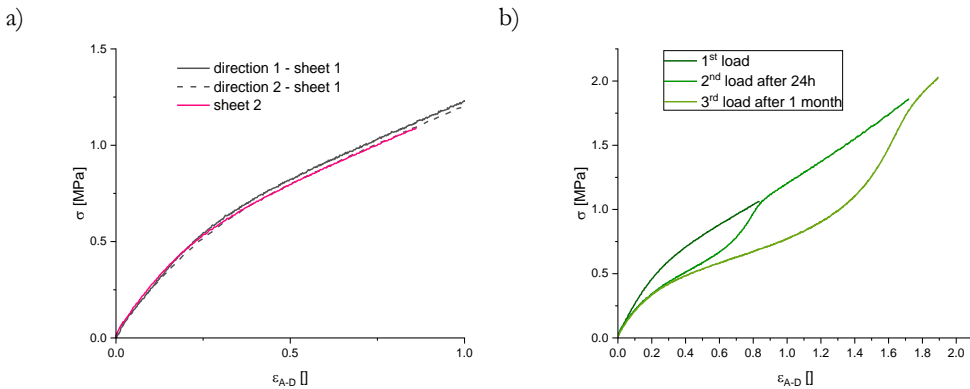 a)
1.5
1.0
0.5
0.0
σ [MPa]
direction 1 - sheet 1
direction 2 - sheet 1
sheet 2
0.0 0.5 1.0
ε_A-D []
b)
2.0
1.5
1.0
0.5
0.0
σ [MPa]
1st load
2nd load after 24h
3rd load after 1 month
0.0 0.2 0.4 0.6 0.8 1.0 1.2 1.4 1.6 1.8 2.0
ε_A-D []